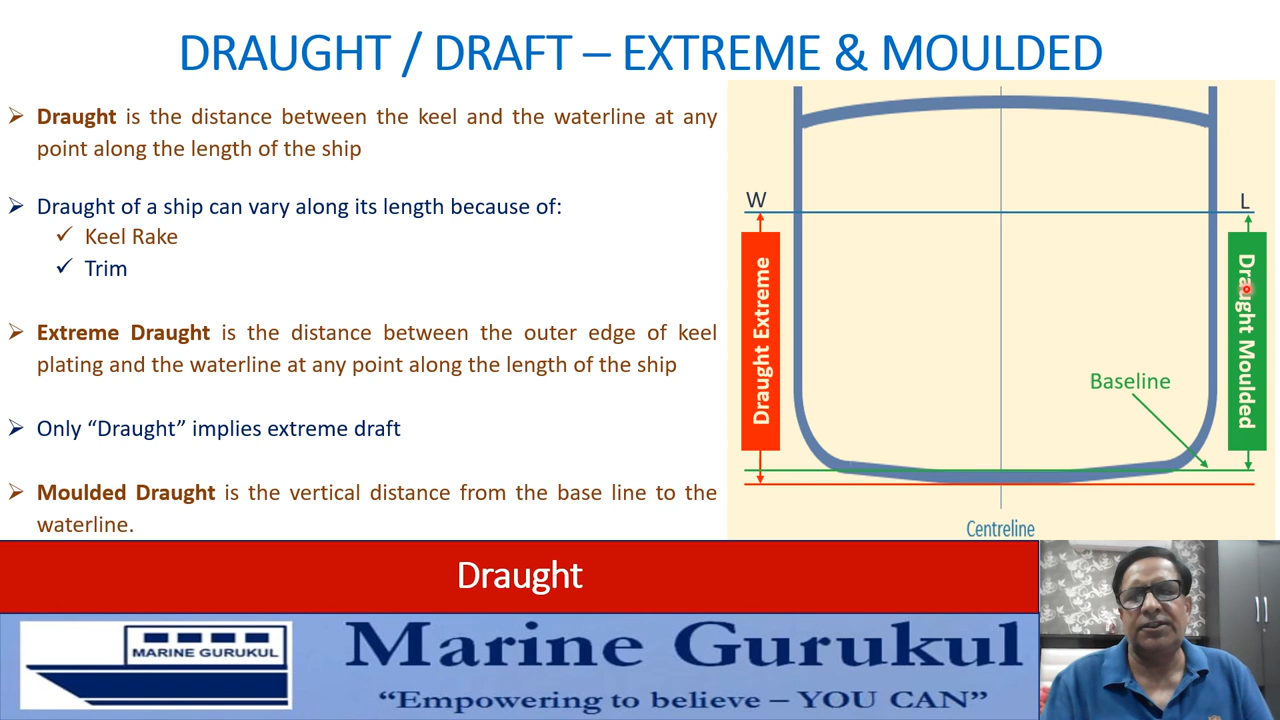 DRAUGHT / DRAFT – EXTREME & MOULDED
➢ Draught is the distance between the keel and the waterline at any
point along the length of the ship
➢ Draught of a ship can vary along its length because of:
✓ Keel Rake
✓ Trim
➢ Extreme Draught is the distance between the outer edge of keel
plating and the waterline at any point along the length of the ship
➢ Only “Draught” implies extreme draft
➢ Moulded Draught is the vertical distance from the base line to the
waterline.
W
L
Draught Extreme
Draught Moulded
Baseline
Centreline
Draught
MARINE GURUKUL
Marine Gurukul
“Empowering to believe – YOU CAN”